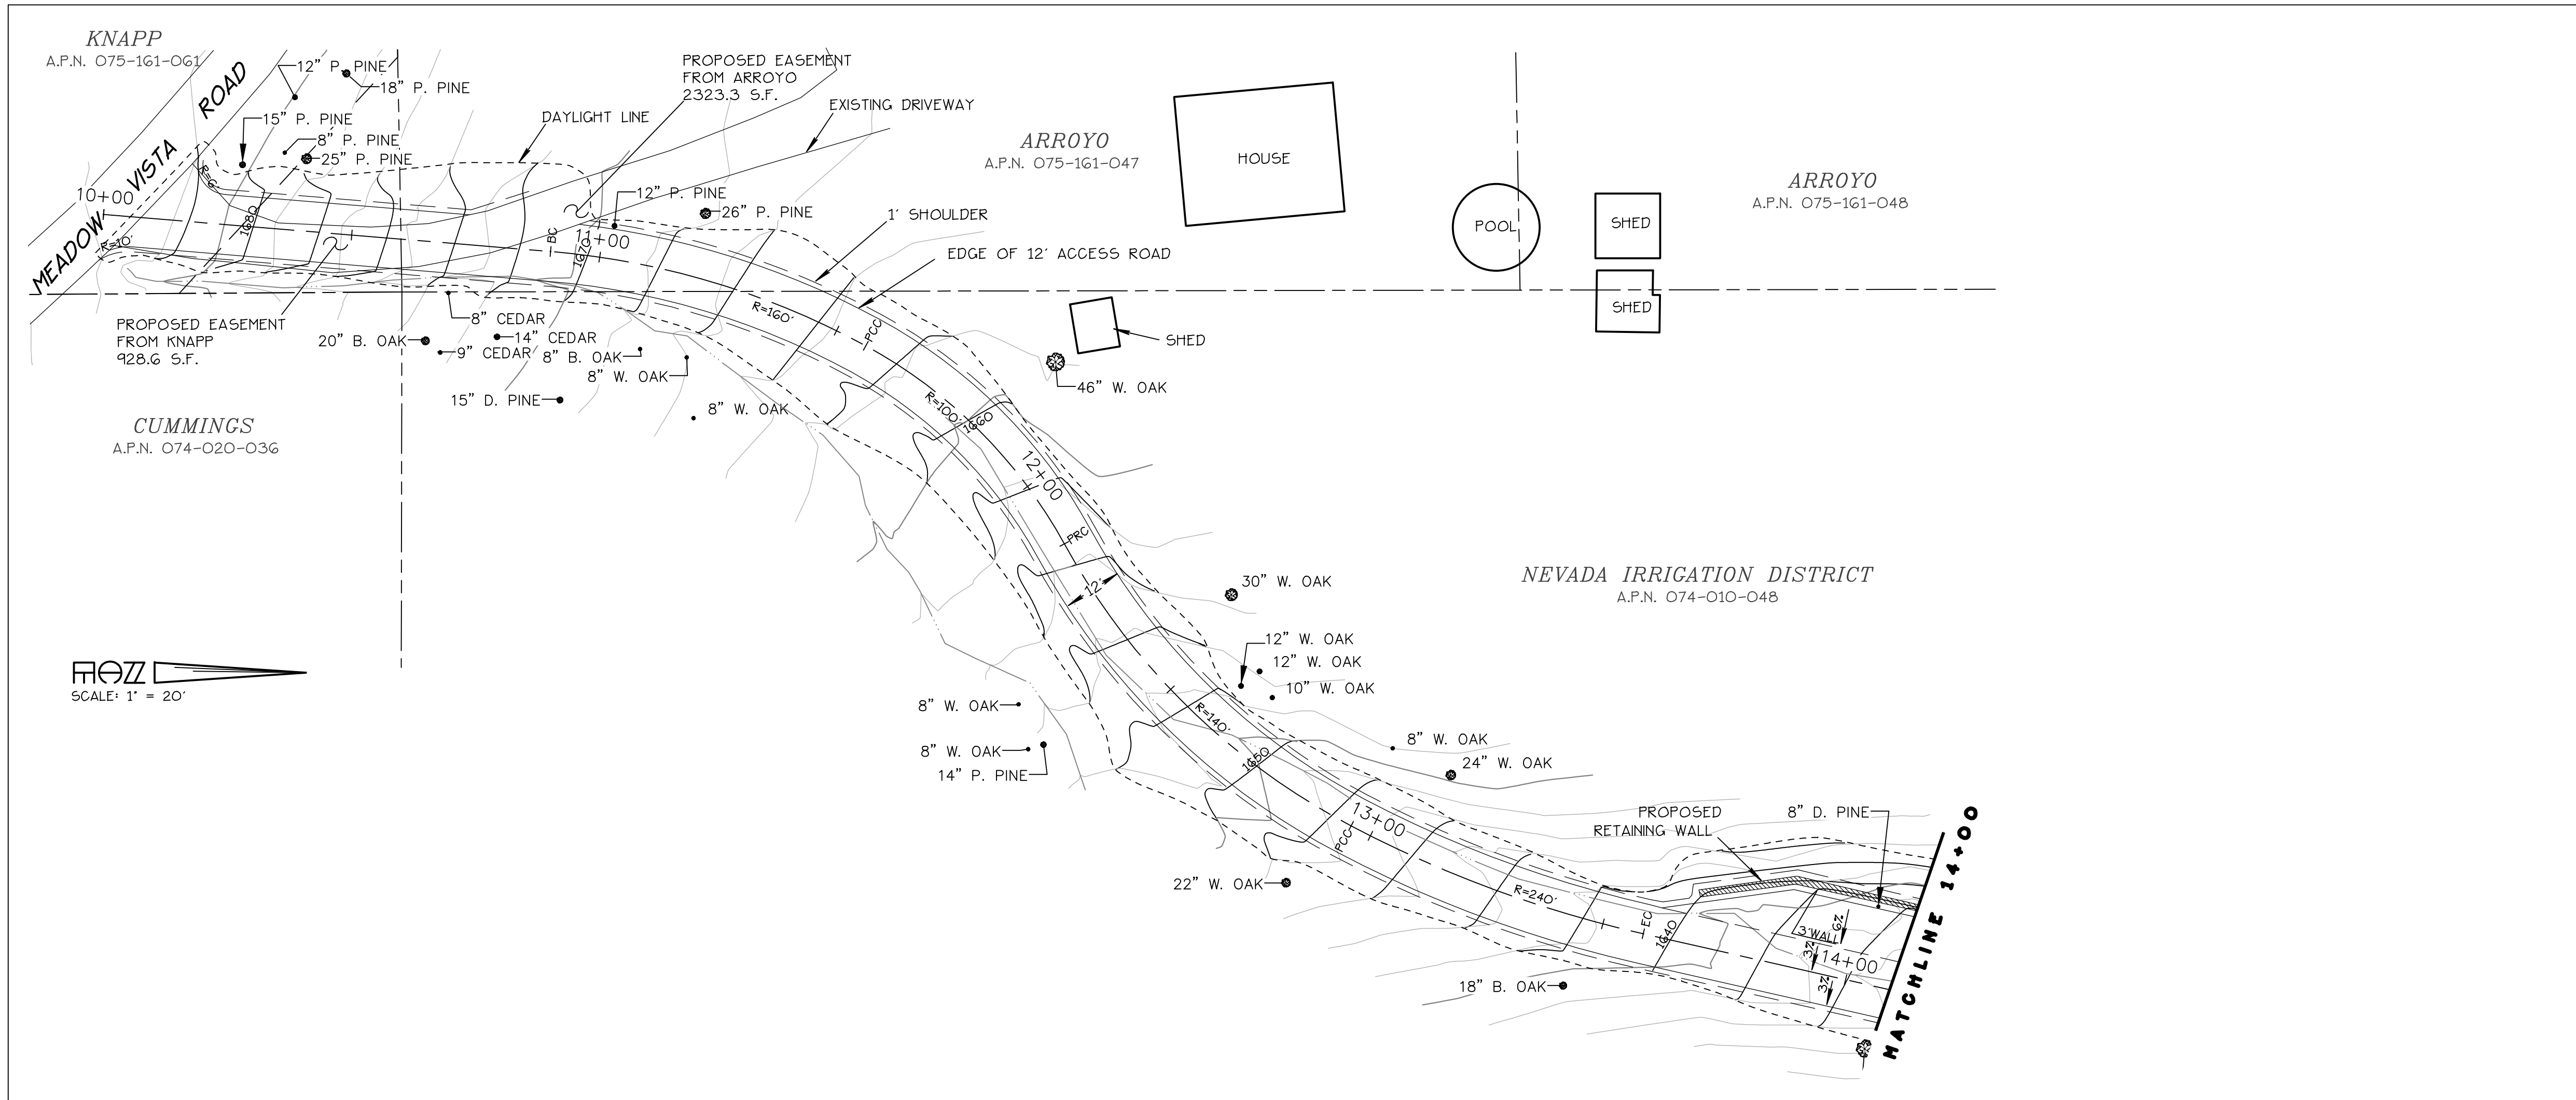 KNAPP
A.P.N. 075-161-061
MEADOW VISTA ROAD
12" P. PINE
18" P. PINE
15" P. PINE
8" P. PINE
25" P. PINE
DAYLIGHT LINE
PROPOSED EASEMENT
FROM ARROYO
2323.3 S.F.
EXISTING DRIVEWAY
ARROYO
A.P.N. 075-161-047
HOUSE
POOL
SHED
SHED
ARROYO
A.P.N. 075-161-048
10+00
R=10'
1680
BC
11+00
1670
12" P. PINE
26" P. PINE
1' SHOULDER
EDGE OF 12' ACCESS ROAD
PROPOSED EASEMENT
FROM KNAPP
928.6 S.F.
8" CEDAR
20" B. OAK
14" CEDAR
9" CEDAR
8" B. OAK
8" W. OAK
15" D. PINE
8" W. OAK
R=160'
PCC
SHED
46" W. OAK
CUMMINGS
A.P.N. 074-020-036
R=100'
1660
12+00
PRC
12'
30" W. OAK
NEVADA IRRIGATION DISTRICT
A.P.N. 074-010-048
12" W. OAK
12" W. OAK
10" W. OAK
SCALE: 1" = 20'
8" W. OAK
8" W. OAK
14" P. PINE
R=140'
1650
8" W. OAK
24" W. OAK
13+00
PCC
22" W. OAK
R=240'
EC
1640
PROPOSED
RETAINING WALL
8" D. PINE
3' WALL
6%
3%
3%
14+00
18" B. OAK
MATCHLINE 14+00